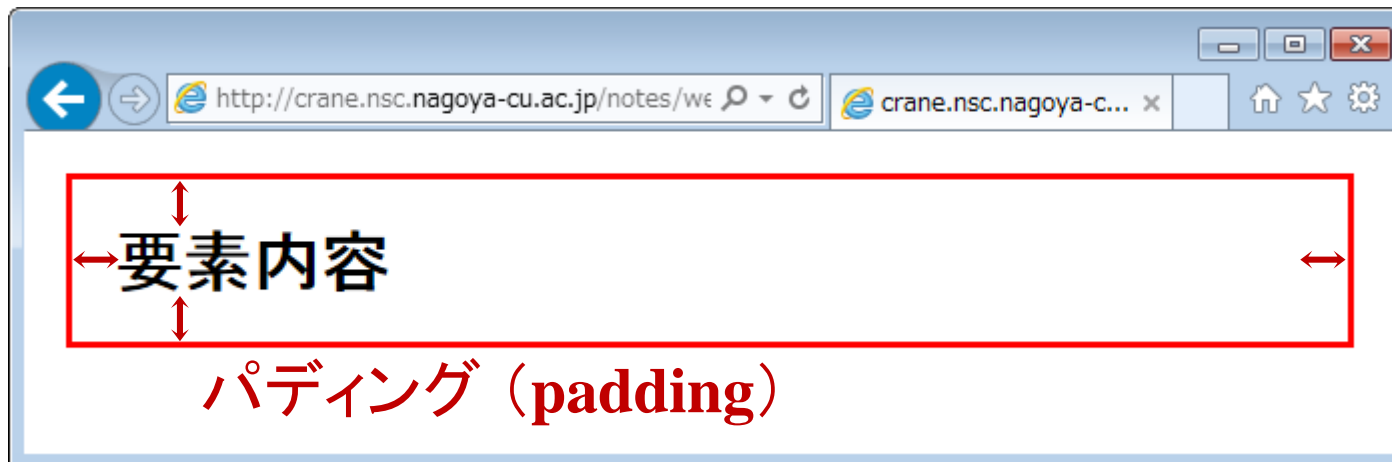 http://crane.nsc.nagoya-cu.ac.jp/notes/we
crane.nsc.nagoya-c...
要素内容
パディング（padding）